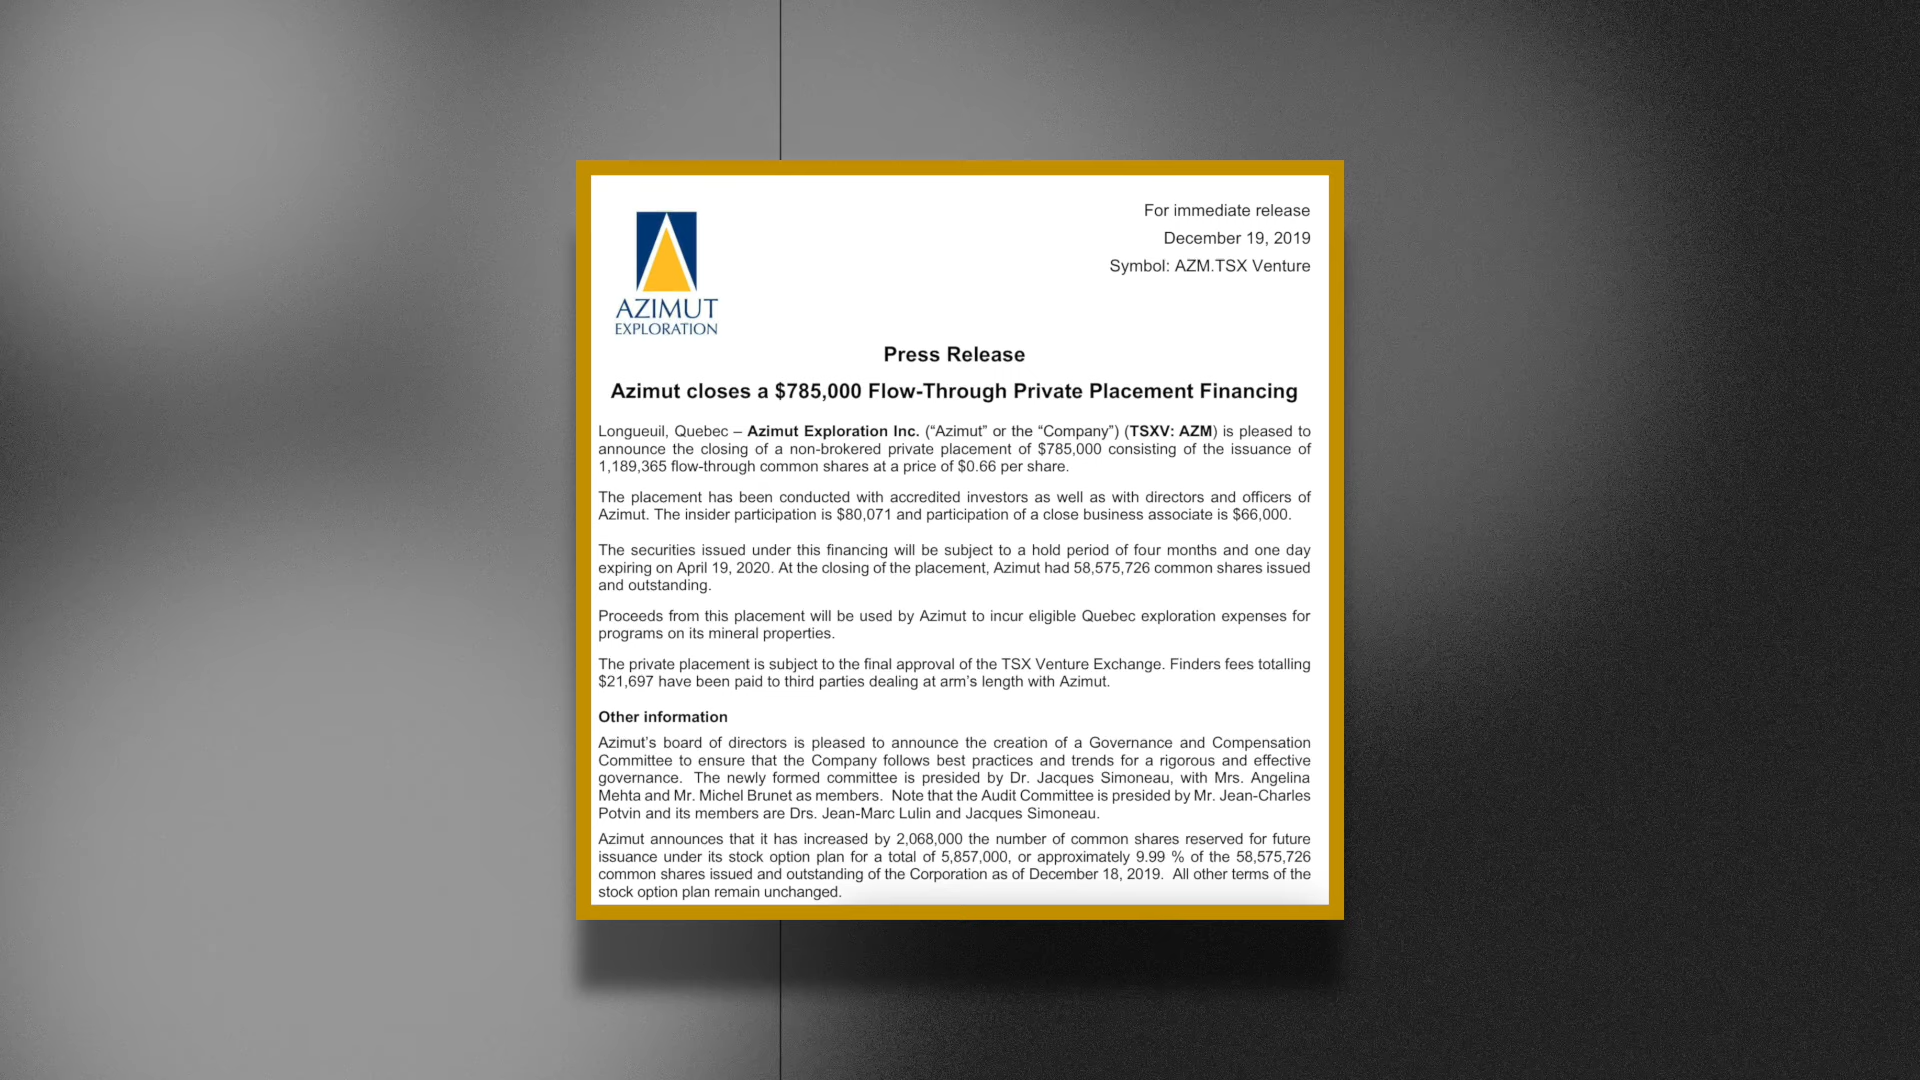 For immediate release
December 19, 2019
Symbol: AZM.TSX Venture
AZIMUT
EXPLORATION
Press Release
Azimut closes a $785,000 Flow-Through Private Placement Financing
Longueuil, Quebec – Azimut Exploration Inc. (“Azimut” or the “Company”) (TSXV: AZM) is pleased to
announce the closing of a non-brokered private placement of $785,000 consisting of the issuance of
1,189,365 flow-through common shares at a price of $0.66 per share.
The placement has been conducted with accredited investors as well as with directors and officers of
Azimut. The insider participation is $80,071 and participation of a close business associate is $66,000.
The securities issued under this financing will be subject to a hold period of four months and one day
expiring on April 19, 2020. At the closing of the placement, Azimut had 58,575,726 common shares issued
and outstanding.
Proceeds from this placement will be used by Azimut to incur eligible Quebec exploration expenses for
programs on its mineral properties.
The private placement is subject to the final approval of the TSX Venture Exchange. Finders fees totalling
$21,697 have been paid to third parties dealing at arm’s length with Azimut.
Other information
Azimut’s board of directors is pleased to announce the creation of a Governance and Compensation
Committee to ensure that the Company follows best practices and trends for a rigorous and effective
governance. The newly formed committee is presided by Dr. Jacques Simoneau, with Mrs. Angelina
Mehta and Mr. Michel Brunet as members. Note that the Audit Committee is presided by Mr. Jean-Charles
Potvin and its members are Drs. Jean-Marc Lulin and Jacques Simoneau.
Azimut announces that it has increased by 2,068,000 the number of common shares reserved for future
issuance under its stock option plan for a total of 5,857,000, or approximately 9.99 % of the 58,575,726
common shares issued and outstanding of the Corporation as of December 18, 2019. All other terms of the
stock option plan remain unchanged.